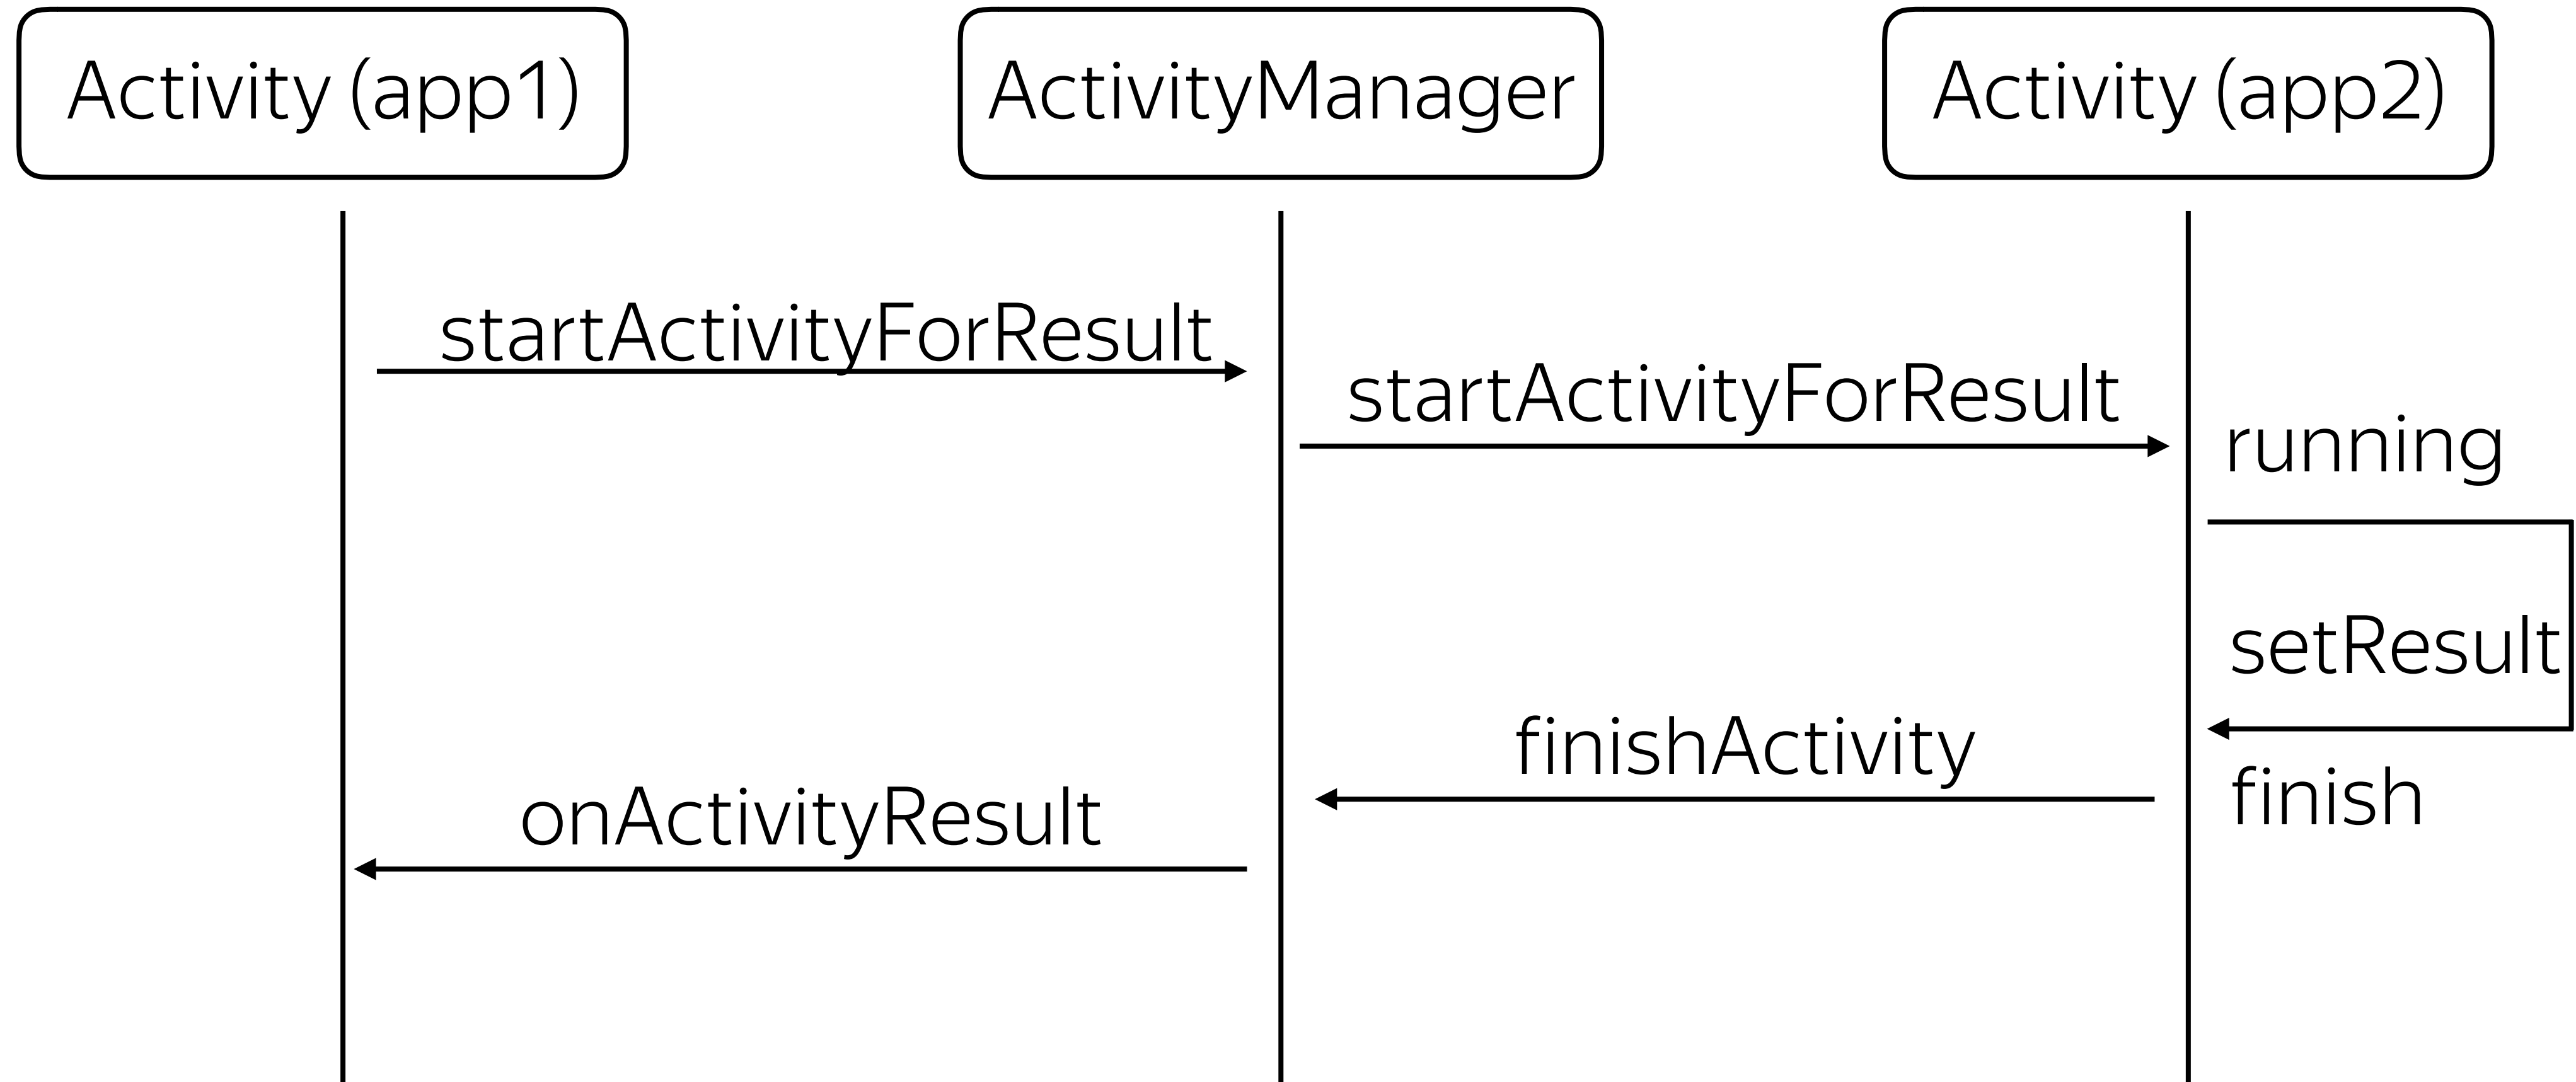 Activity (app1)
ActivityManager
Activity (app2)
startActivityForResult
startActivityForResult
running
setResult
finishActivity
finish
onActivityResult